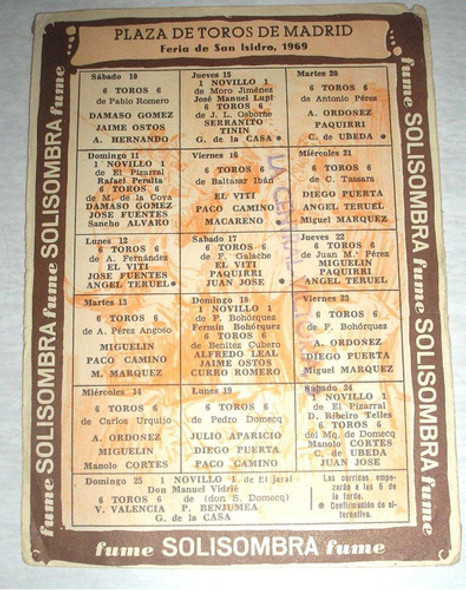 PLAZA DE TOROS DE MADRID
Feria de San Isidro, 1969
Sábado 10
6 TOROS 6
de Pablo Romero
DAMASO GOMEZ
JAIME OSTOS
A. HERNANDO
Jueves 15
1 NOVILLO 1
de Moro Jiménez
José Manuel Lupi
6 TOROS 6
de J. L. Osborne
SERRANITO
TININ
G. de la CASA
Martes 20
6 TOROS 6
de Antonio Pérez
A. ORDOÑEZ
PAQUIRRI
C. de UBEDA
Domingo 11
1 NOVILLO 1
de El Pizarral
Rafael Peralta
6 TOROS 6
de M. de la Cova
DAMASO GOMEZ
JOSE FUENTES
Sancho ALVARO
Viernes 16
6 TOROS 6
de Baltasar Ibán
EL VITI
PACO CAMINO
MACARENO
Miércoles 21
6 TOROS 6
de C. Tassara
DIEGO PUERTA
ANGEL TERUEL
Miguel MARQUEZ
Lunes 12
6 TOROS 6
de A. Fernández
EL VITI
JOSE FUENTES
ANGEL TERUEL
Sábado 17
6 TOROS 6
de F. Galache
EL VITI
PAQUIRRI
JUAN JOSE
Jueves 22
6 TOROS 6
de Juan M.ª Pérez
MIGUELIN
PAQUIRRI
ANGEL TERUEL
Martes 13
6 TOROS 6
de A. Pérez Angoso
MIGUELIN
PACO CAMINO
M. MARQUEZ
Domingo 18
1 NOVILLO 1
de F. Bohórquez
Fermín Bohórquez
6 TOROS 6
de Benítez Cubero
ALFREDO LEAL
JAIME OSTOS
CURRO ROMERO
Viernes 23
6 TOROS 6
de F. Bohórquez
A. ORDOÑEZ
DIEGO PUERTA
Miguel MARQUEZ
Miércoles 14
6 TOROS 6
de Carlos Urquijo
A. ORDOÑEZ
MIGUELIN
Manolo CORTES
Lunes 19
6 TOROS 6
de Pedro Domecq
JULIO APARICIO
DIEGO PUERTA
PACO CAMINO
Sábado 24
1 NOVILLO 1
de El Pizarral
D. Ribeiro Telles
6 TOROS 6
del Mq. de Domecq
Manolo CORTES
C. de UBEDA
JUAN JOSE
Domingo 25 1 NOVILLO 1 de El Jaral
Don Manuel Vidrié
6 TOROS 6 de (don S. Domecq)
V. VALENCIA P. BENJUMEA
G. de la CASA
Las corridas empe-
zarán a las 6 de
la tarde.
Confirmación de al-
ternativa.
fume SOLISOMBRA fume
fume SOLISOMBRA fume SOLISOMBRA fume
fume SOLISOMBRA fume SOLISOMBRA fume